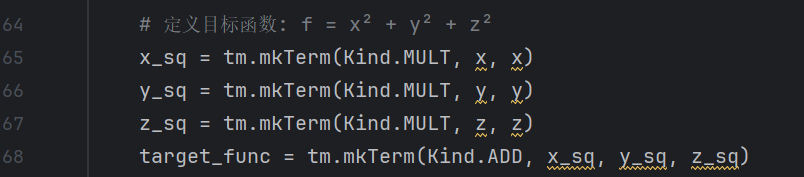 64 # 定义目标函数: f = x² + y² + z²
65 x_sq = tm.mkTerm(Kind.MULT, x, x)
66 y_sq = tm.mkTerm(Kind.MULT, y, y)
67 z_sq = tm.mkTerm(Kind.MULT, z, z)
68 target_func = tm.mkTerm(Kind.ADD, x_sq, y_sq, z_sq)